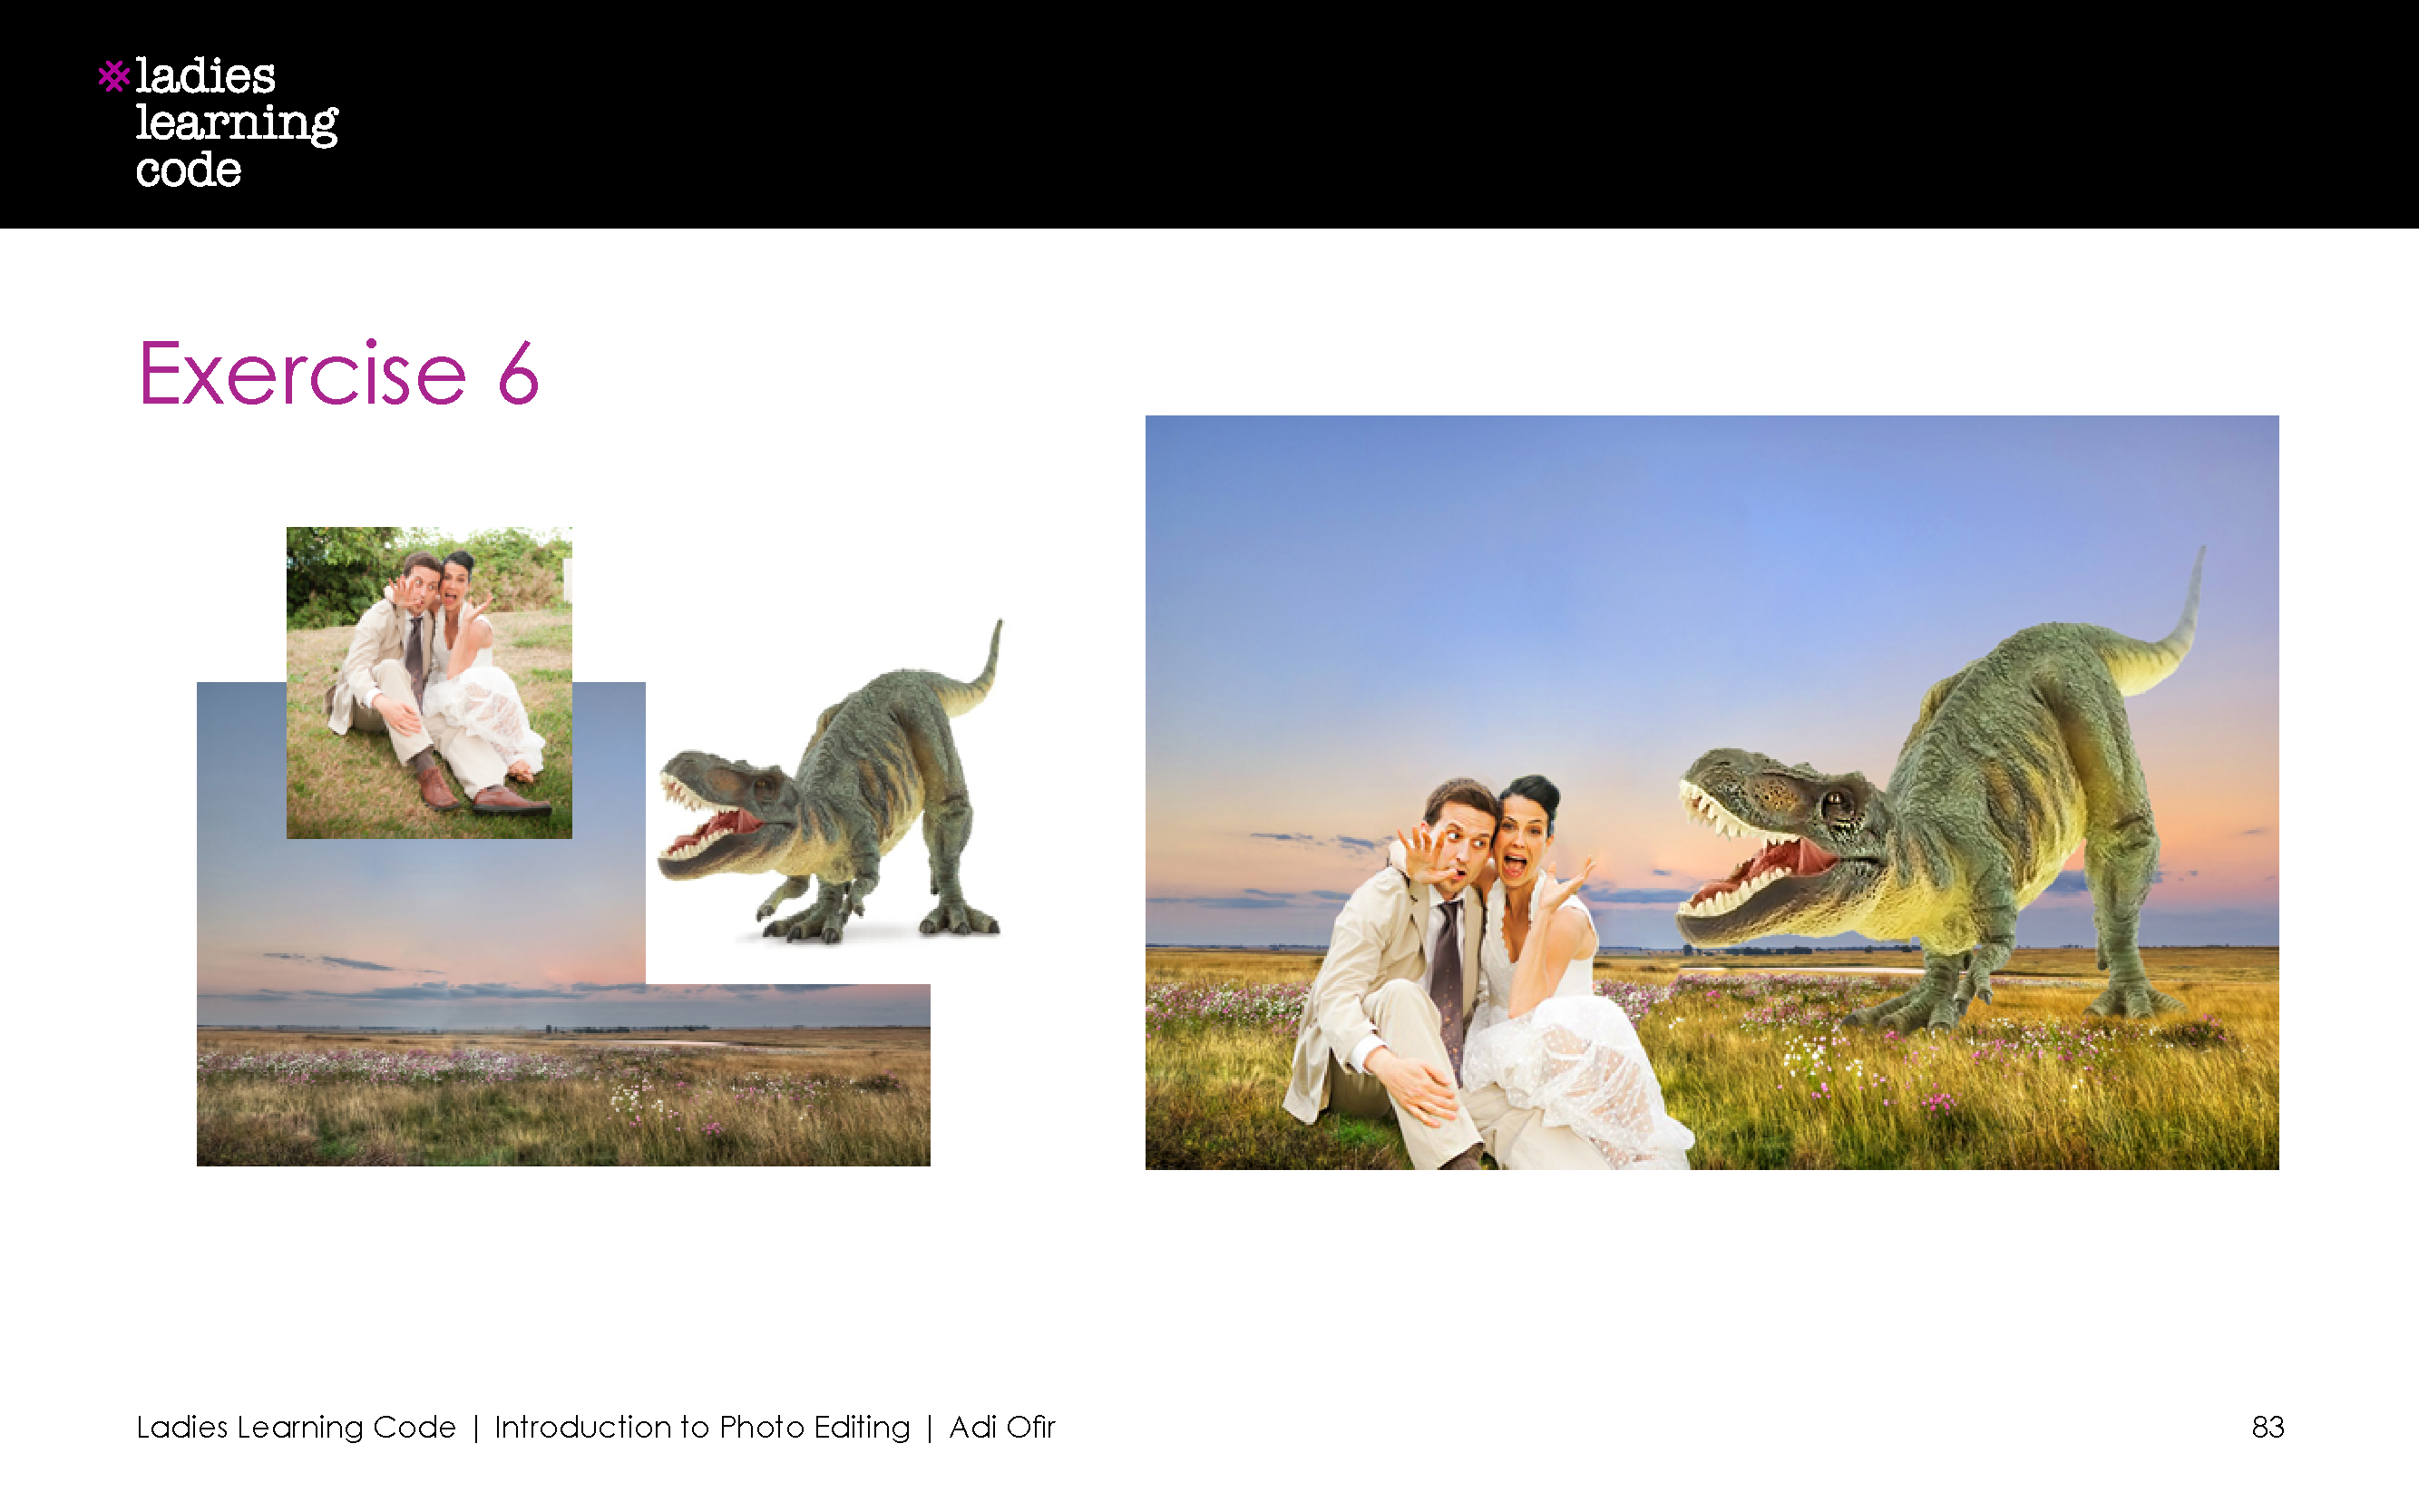 ladies
learning
code
Exercise 6
Ladies Learning Code | Introduction to Photo Editing | Adi Ofir
83